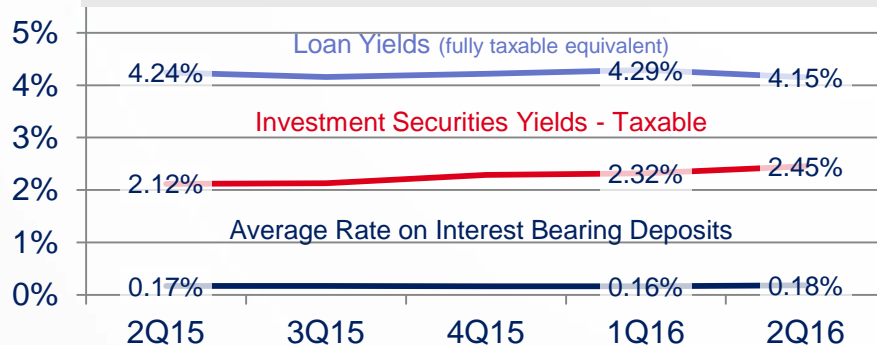 5%
Loan Yields (fully taxable equivalent)
4.24% 4.29% 4.15%
4%
Investment Securities Yields - Taxable
3%
2.12% 2.32% 2.45%
2%
Average Rate on Interest Bearing Deposits
1%
0.17% 0.16% 0.18%
0%
2Q15 3Q15 4Q15 1Q16 2Q16